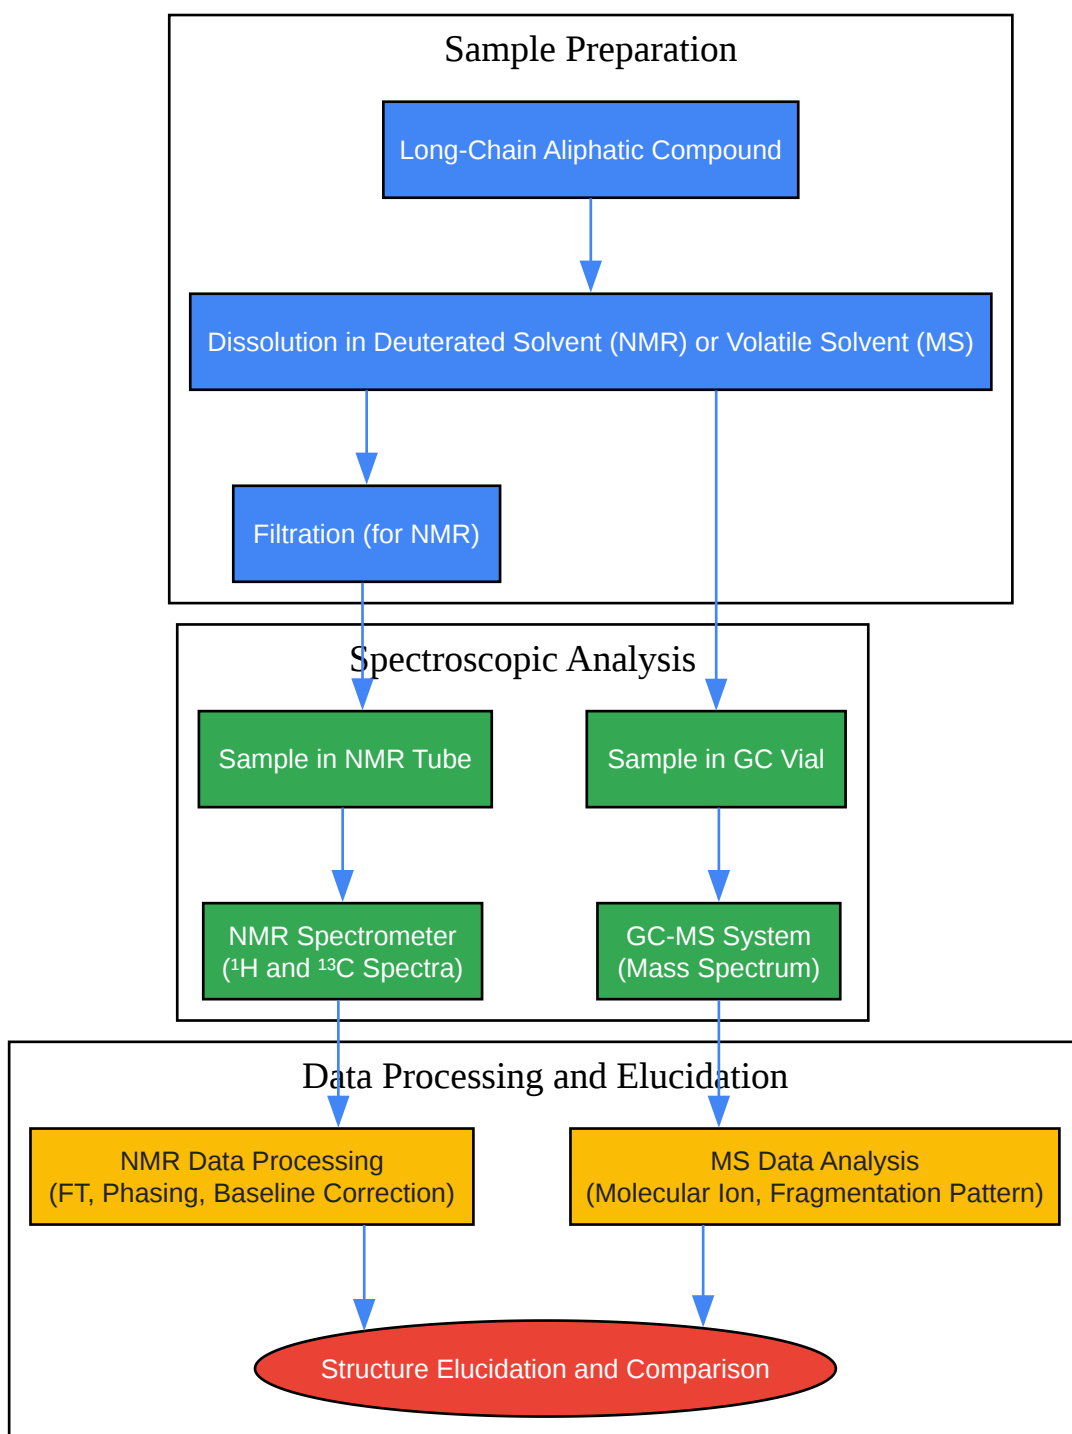 Sample Preparation
Long-Chain Aliphatic Compound
Dissolution in Deuterated Solvent (NMR) or Volatile Solvent (MS)
Filtration (for NMR)
Spectroscopic Analysis
Sample in NMR Tube
Sample in GC Vial
NMR Spectrometer
(¹H and ¹³C Spectra)
GC-MS System
(Mass Spectrum)
Data Processing and Elucidation
NMR Data Processing
(FT, Phasing, Baseline Correction)
MS Data Analysis
(Molecular Ion, Fragmentation Pattern)
Structure Elucidation and Comparison